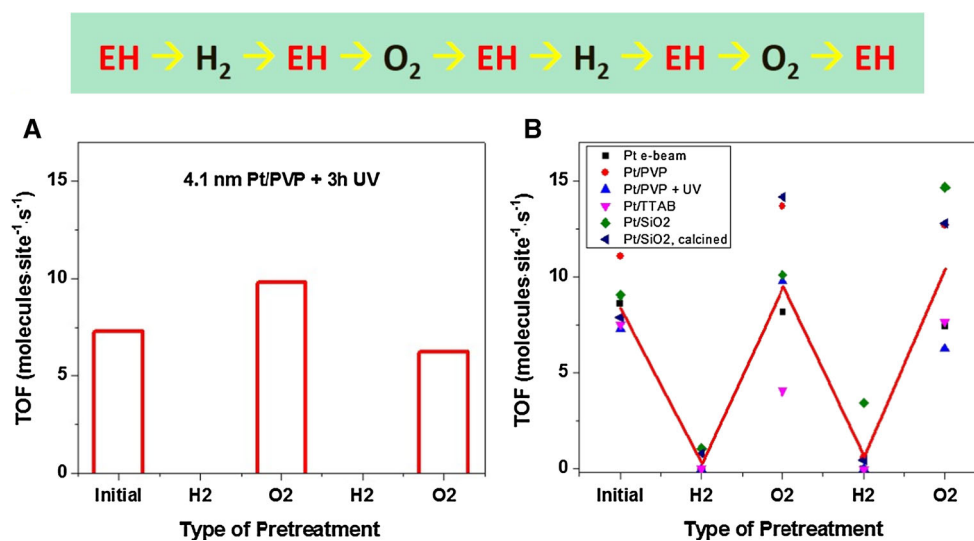 EH → H₂ → EH → O₂ → EH → H₂ → EH → O₂ → EH
A
4.1 nm Pt/PVP + 3h UV
TOF (molecules·site⁻¹·s⁻¹)
15
10
5
0
Initial H2 O2 H2 O2
Type of Pretreatment
B
Pt e-beam
Pt/PVP
Pt/PVP + UV
Pt/TTAB
Pt/SiO2
Pt/SiO2, calcined
TOF (molecules·site⁻¹·s⁻¹)
15
10
5
0
Initial H2 O2 H2 O2
Type of Pretreatment